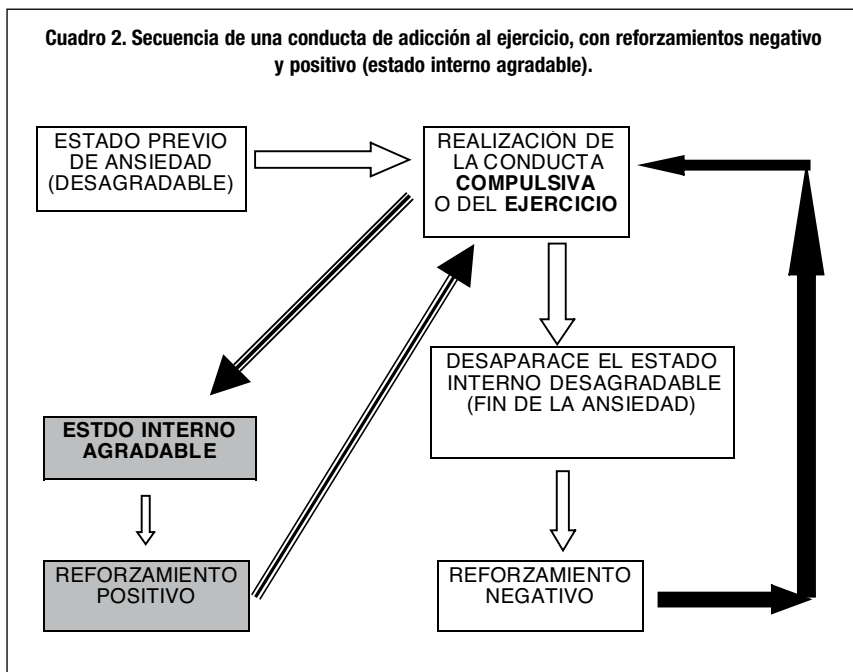 Cuadro 2. Secuencia de una conducta de adicción al ejercicio, con reforzamientos negativo
y positivo (estado interno agradable).
ESTADO PREVIO
DE ANSIEDAD
(DESAGRADABLE)
REALIZACIÓN DE
LA CONDUCTA
COMPULSIVA
O DEL EJERCICIO
DESAPARACE EL ESTADO
INTERNO DESAGRADABLE
(FIN DE LA ANSIEDAD)
ESTDO INTERNO
AGRADABLE
REFORZAMIENTO
POSITIVO
REFORZAMIENTO
NEGATIVO